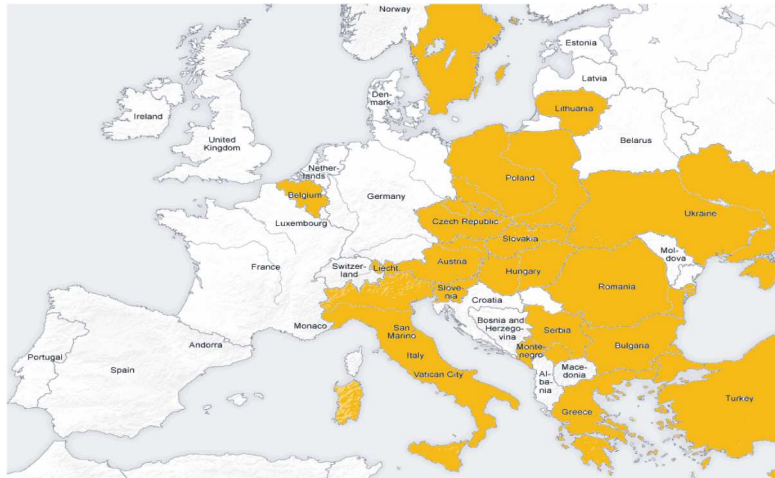 Norway
Estonia
Latvia
Den-
mark
Lithuania
Ireland
United
Kingdom
Belarus
Nether-
lands
Poland
Belgium
Germany
Ukraine
Czech Republic
Luxembourg
Slovakia
Mol-
dova
Austria
France
Switzer-
land
Liecht.
Hungary
Slove-
nia
Romania
Croatia
Bosnia and
Herzego-
vina
Serbia
Monaco
San
Marino
Andorra
Monte-
negro
Bulgaria
Italy
Portugal
Spain
Vatican City
Al-
ba-
nia
Mace-
donia
Turkey
Greece